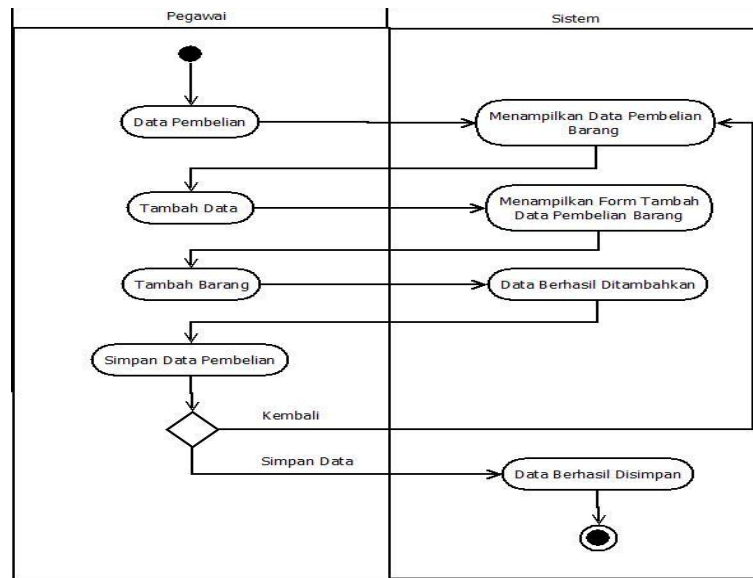 Pegawai
Sistem
Data Pembelian
Menampilkan Data Pembelian
Barang
Tambah Data
Menampilkan Form Tambah
Data Pembelian Barang
Tambah Barang
Data Berhasil Ditambahkan
Simpan Data Pembelian
Kembali
Simpan Data
Data Berhasil Disimpan